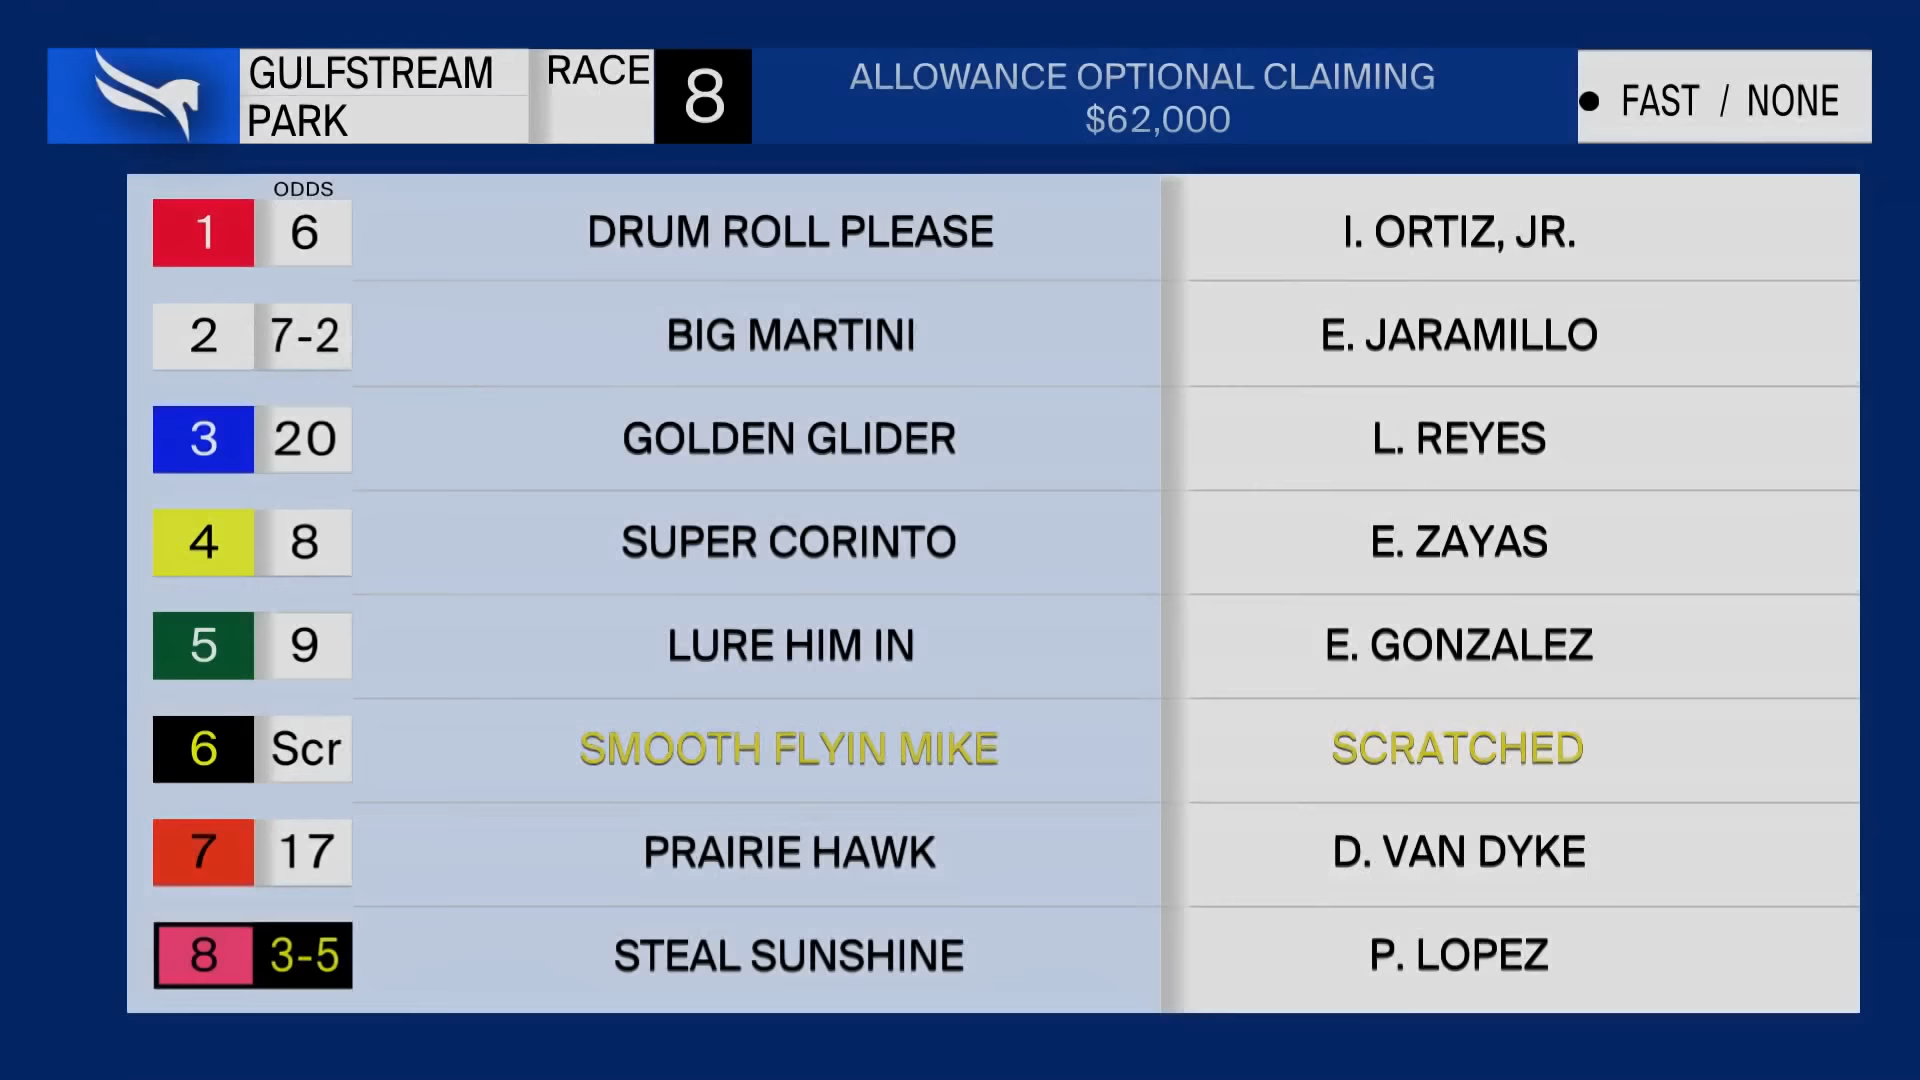 GULFSTREAM
PARK
RACE
8
ALLOWANCE OPTIONAL CLAIMING
$62,000
FAST / NONE
ODDS
1 6 DRUM ROLL PLEASE I. ORTIZ, JR.
2 7-2 BIG MARTINI E. JARAMILLO
3 20 GOLDEN GLIDER L. REYES
4 8 SUPER CORINTO E. ZAYAS
5 9 LURE HIM IN E. GONZALEZ
6 Scr SMOOTH FLYIN MIKE SCRATCHED
7 17 PRAIRIE HAWK D. VAN DYKE
8 3-5 STEAL SUNSHINE P. LOPEZ